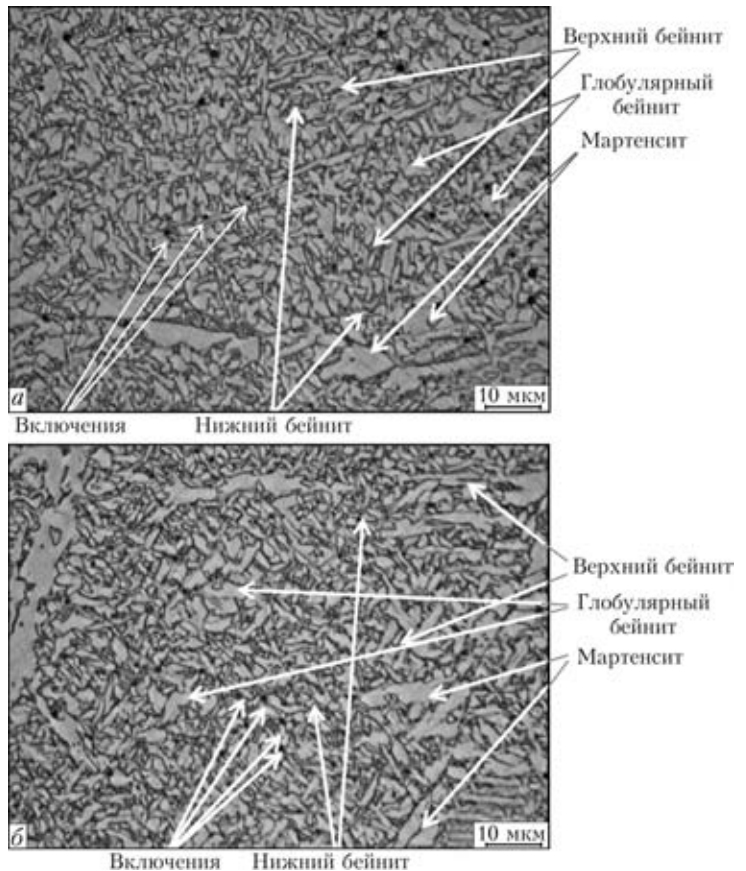 Верхний бейнит
Глобулярный
бейнит
Мартенсит
а
10 мкм
Включения
Нижний бейнит
Верхний бейнит
Глобулярный
бейнит
Мартенсит
б
10 мкм
Включения
Нижний бейнит